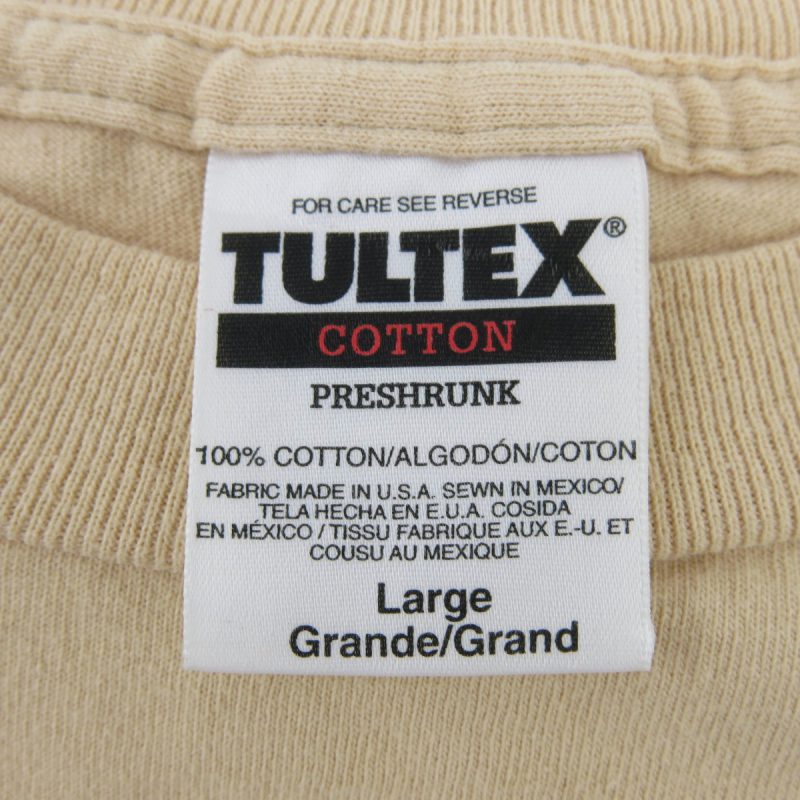 FOR CARE SEE REVERSE
TULTEX®
COTTON
PRESHRUNK
100% COTTON/ALGODÓN/COTON
FABRIC MADE IN U.S.A. SEWN IN MEXICO/
TELA HECHA EN E.U.A. COSIDA
EN MÉXICO / TISSU FABRIQUE AUX E.-U. ET
COUSU AU MEXIQUE
Large
Grande/Grand